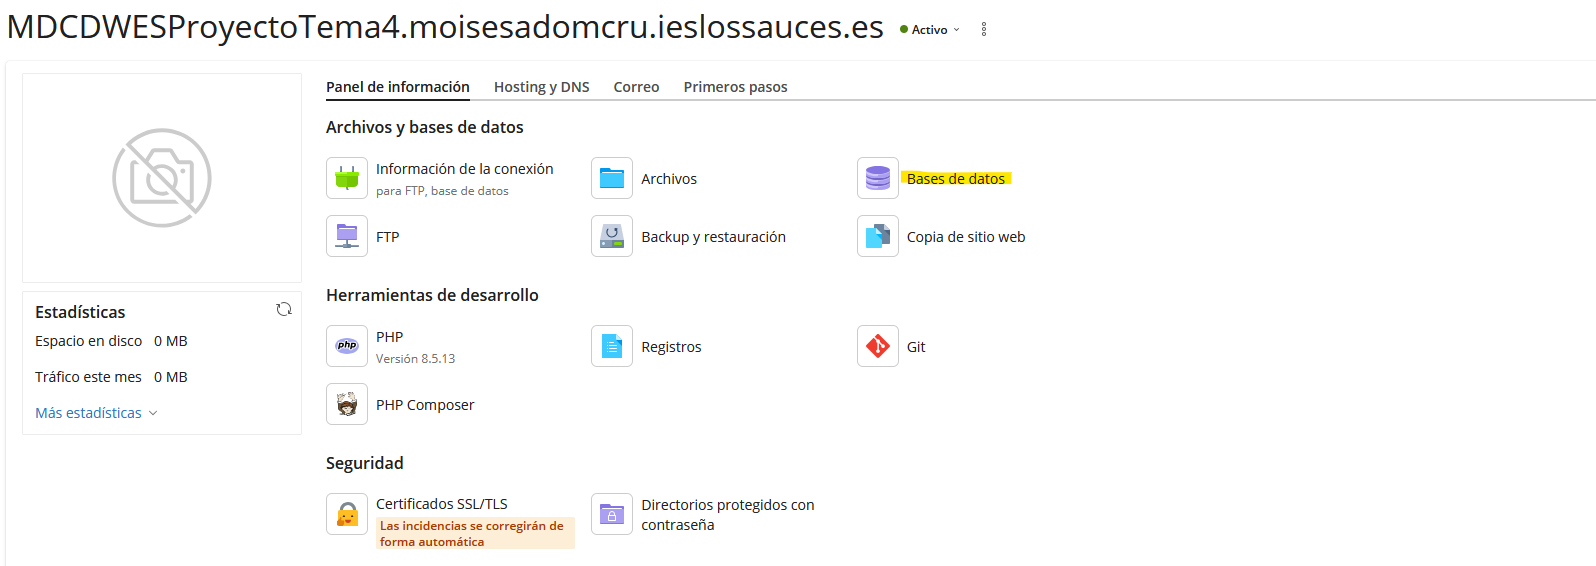 MDCDWESProyectoTema4.moisesadomcru.ieslossauces.es
Activo
Panel de información
Hosting y DNS
Correo
Primeros pasos
Archivos y bases de datos
Información de la conexión
para FTP, base de datos
Archivos
Bases de datos
FTP
Backup y restauración
Copia de sitio web
Estadísticas
Espacio en disco 0 MB
Tráfico este mes 0 MB
Más estadísticas
Herramientas de desarrollo
php
PHP
Versión 8.5.13
Registros
Git
PHP Composer
Seguridad
Certificados SSL/TLS
Las incidencias se corregirán de
forma automática
Directorios protegidos con
contraseña